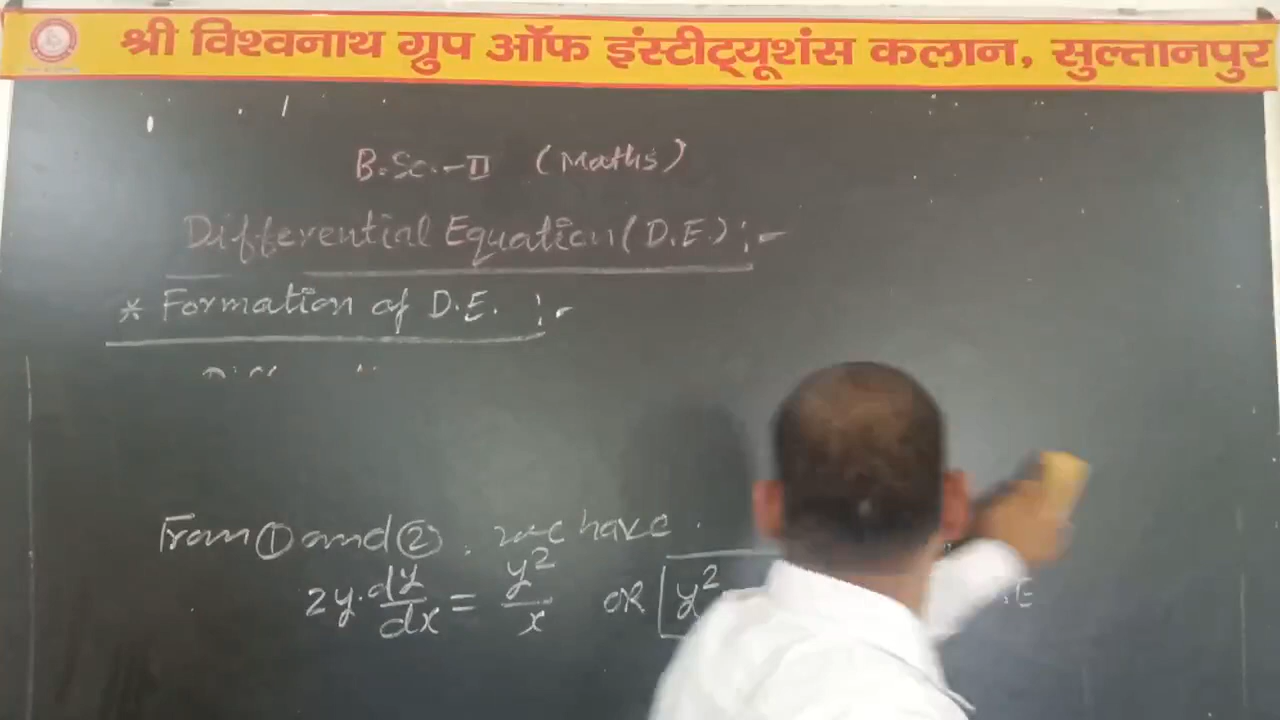 श्री विश्वनाथ ग्रुप ऑफ इंस्टीट्यूशंस कलान, सुल्तानपुर
B.Sc.-II (Maths)
Differential Equation (D.E.) :-
* Formation of D.E. :-
From ① and ②, we have.
2y.dy/dx = y²/x OR y²